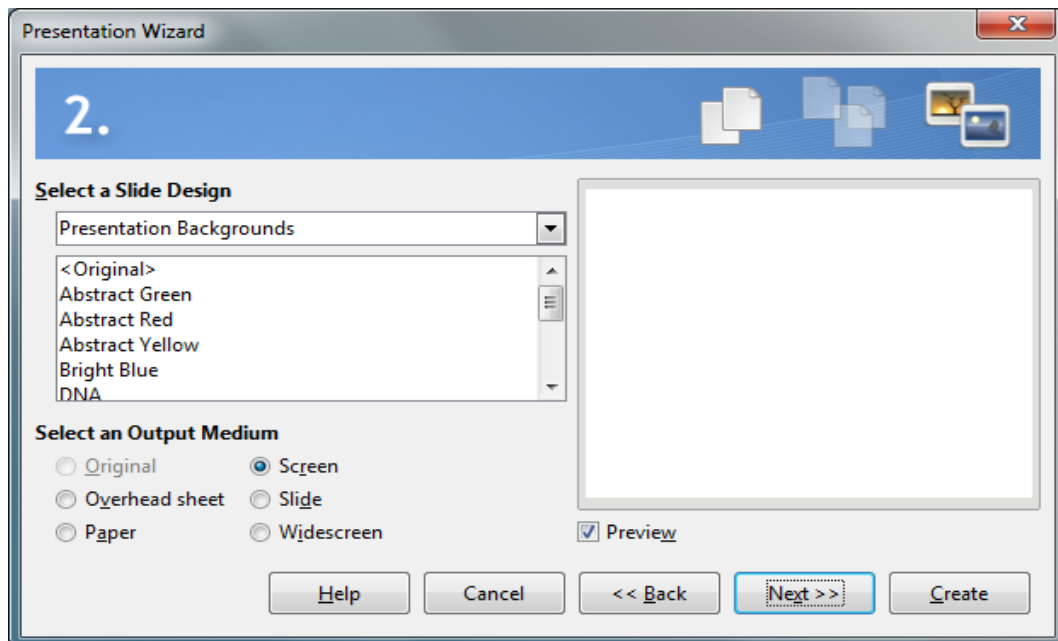 Presentation Wizard
2.
Select a Slide Design
Presentation Backgrounds
<Original>
Abstract Green
Abstract Red
Abstract Yellow
Bright Blue
DNA
Select an Output Medium
Original
Screen
Overhead sheet
Slide
Paper
Widescreen
Preview
Help
Cancel
<< Back
Next >>
Create